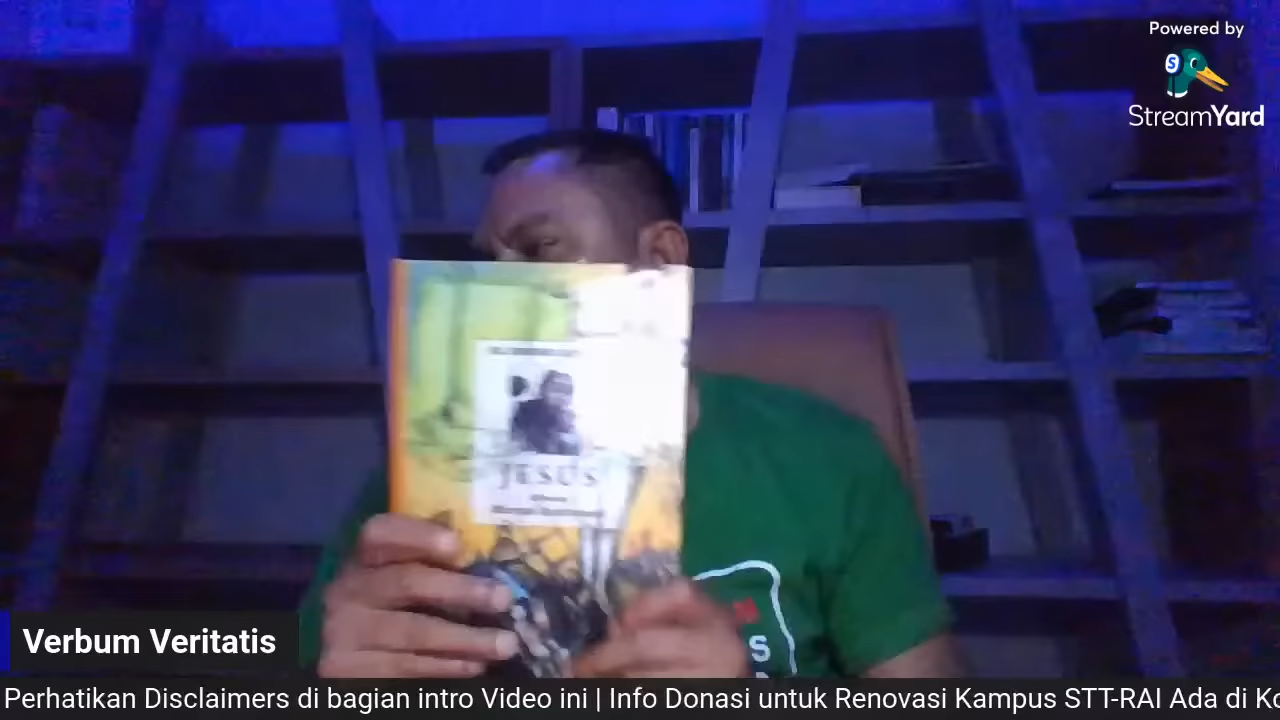 Powered by
S
StreamYard
JESUS
S
Verbum Veritatis
Perhatikan Disclaimers di bagian intro Video ini | Info Donasi untuk Renovasi Kampus STT-RAI Ada di Ko